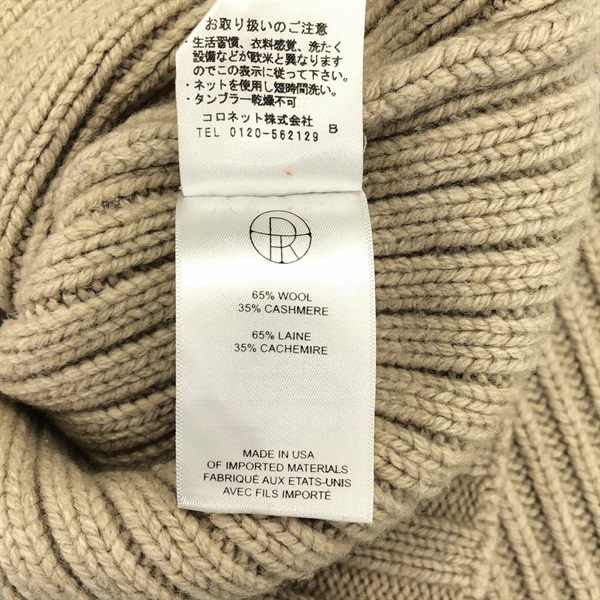 お取り扱いのご注意
・生活習慣、衣料感覚、洗たく
設備などが欧米と異なります
のでこの表示に従って下さい。
・ネットを使用し短時間洗い。
・タンブラー乾燥不可
コロネット株式会社
TEL 0120-562129 B
65% WOOL
35% CASHMERE
65% LAINE
35% CACHEMIRE
MADE IN USA
OF IMPORTED MATERIALS
FABRIQUÉ AUX ETATS-UNIS
AVEC FILS IMPORTÉ